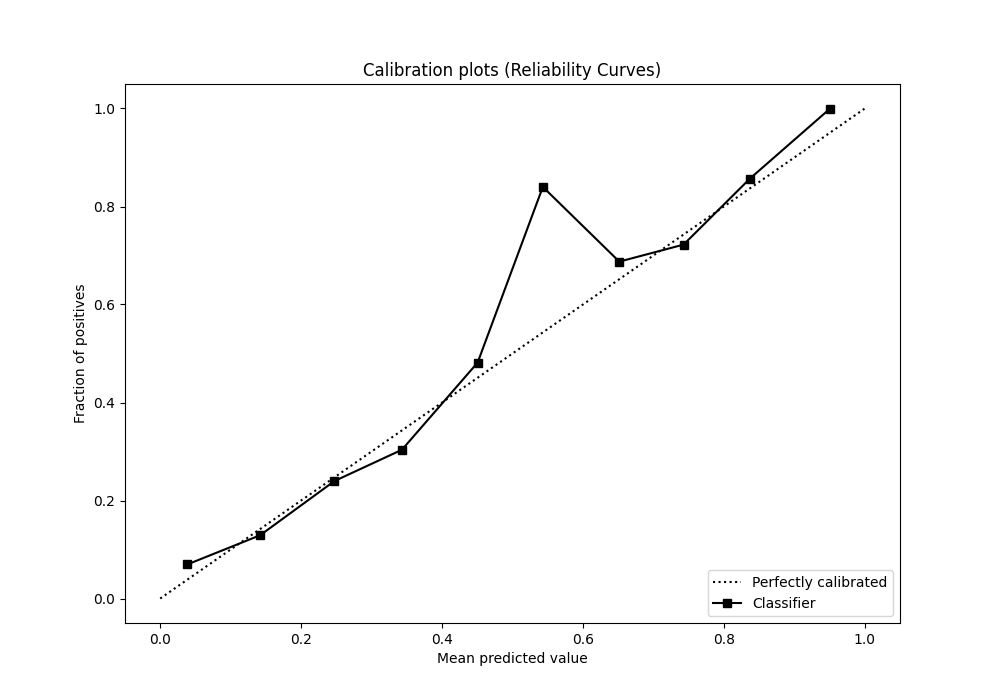 Calibration plots (Reliability Curves)
1.0
0.8
0.6
0.4
0.2
0.0
Fraction of positives
0.0 0.2 0.4 0.6 0.8 1.0
Mean predicted value
Perfectly calibrated
Classifier